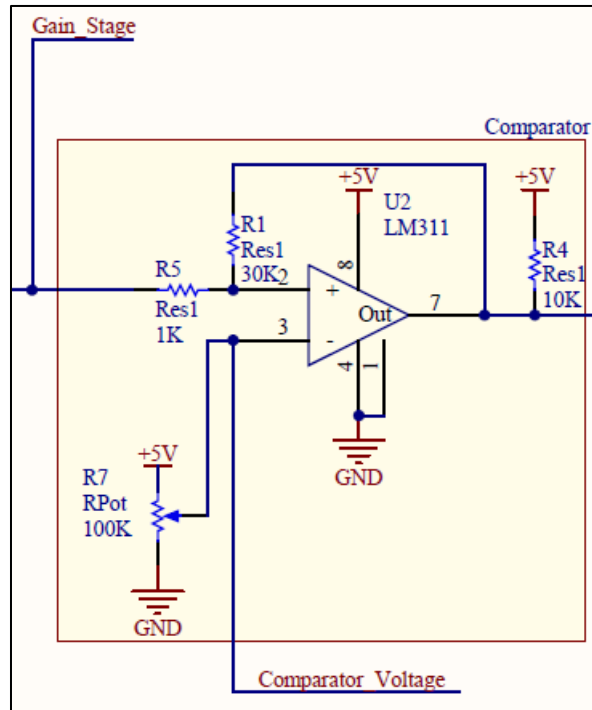 Gain_Stage
Comparator
+5V
+5V
U2
LM311
R1
Res1
30K
8
R4
Res1
10K
R5
Res1
1K
2
+
3
-
Out
7
4
1
GND
+5V
R7
RPot
100K
GND
Comparator_Voltage